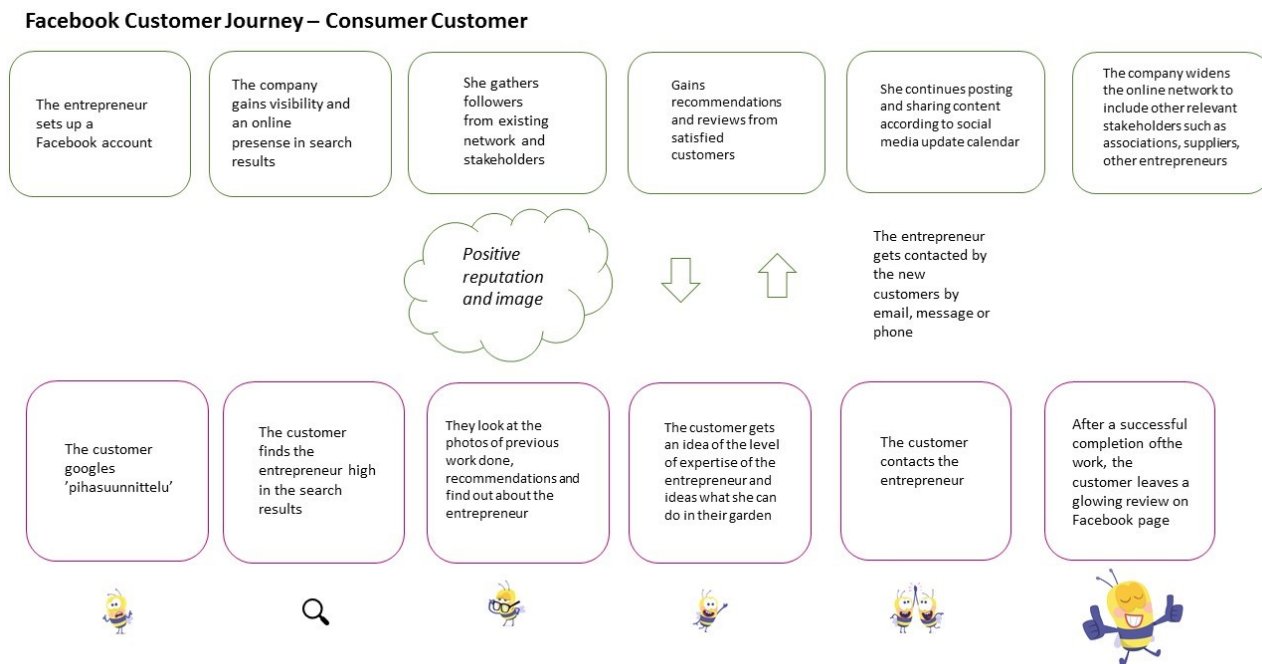 Facebook Customer Journey – Consumer Customer
The entrepreneur
sets up a
Facebook account
The company
gains visibility and
an online
presense in search
results
She gathers
followers
from existing
network and
stakeholders
Gains
recommendations
and reviews from
satisfied
customers
She continues posting
and sharing content
according to social
media update calendar
The company widens
the online network to
include other relevant
stakeholders such as
associations, suppliers,
other entrepreneurs
Positive
reputation
and image
The entrepreneur
gets contacted by
the new
customers by
email, message or
phone
The customer
googles
'pihasuunnittelu'
The customer
finds the
entrepreneur high
in the search
results
They look at the
photos of previous
work done,
recommendations and
find out about the
entrepreneur
The customer gets
an idea of the level
of expertise of the
entrepreneur and
ideas what she can
do in their garden
The customer
contacts the
entrepreneur
After a successful
completion ofthe
work, the
customer leaves a
glowing review on
Facebook page